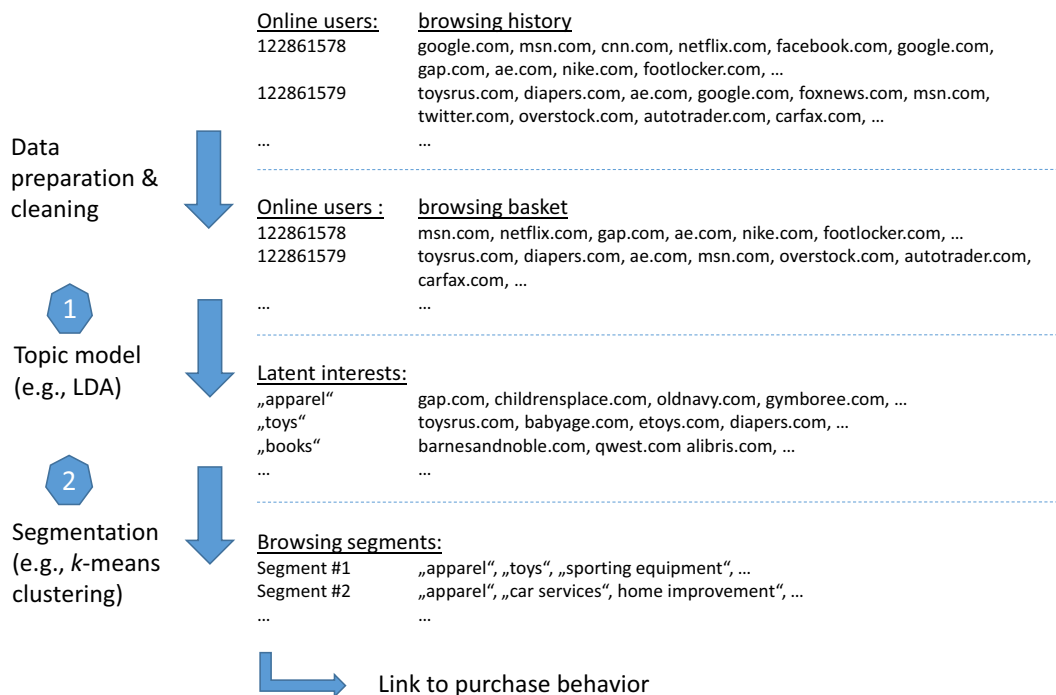 Online users: browsing history
122861578 google.com, msn.com, cnn.com, netflix.com, facebook.com, google.com,
gap.com, ae.com, nike.com, footlocker.com, ...
122861579 toysrus.com, diapers.com, ae.com, google.com, foxnews.com, msn.com,
twitter.com, overstock.com, autotrader.com, carfax.com, ...
... ...
Data
preparation &
cleaning
Online users : browsing basket
122861578 msn.com, netflix.com, gap.com, ae.com, nike.com, footlocker.com, ...
122861579 toysrus.com, diapers.com, ae.com, msn.com, overstock.com, autotrader.com,
carfax.com, ...
... ...
1
Topic model
(e.g., LDA)
Latent interests:
„apparel“ gap.com, childrensplace.com, oldnavy.com, gymboree.com, ...
„toys“ toysrus.com, babyage.com, etoys.com, diapers.com, ...
„books“ barnesandnoble.com, qwest.com alibris.com, ...
... ...
2
Segmentation
(e.g., k-means
clustering)
Browsing segments:
Segment #1 „apparel“, „toys“, „sporting equipment“, ...
Segment #2 „apparel“, „car services“, home improvement“, ...
... ...
Link to purchase behavior